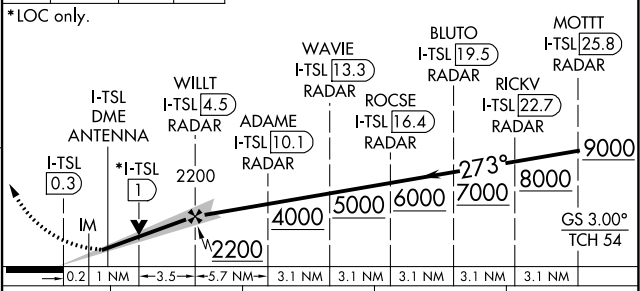 *LOC only.
MOTTT
I-TSL 25.8
RADAR
BLUTO
I-TSL 19.5
RADAR
WAVIE
I-TSL 13.3
RADAR
RICKV
I-TSL 22.7
RADAR
WILLT
I-TSL 4.5
RADAR
ROCSE
I-TSL 16.4
RADAR
I-TSL
DME
ANTENNA
ADAME
I-TSL 10.1
RADAR
I-TSL
0.3
*I-TSL
1
2200
IM
2200
4000
5000
6000
7000
8000
9000
273°
GS 3.00°
TCH 54
0.2 1 NM 3.5 5.7 NM 3.1 NM 3.1 NM 3.1 NM 3.1 NM 3.1 NM